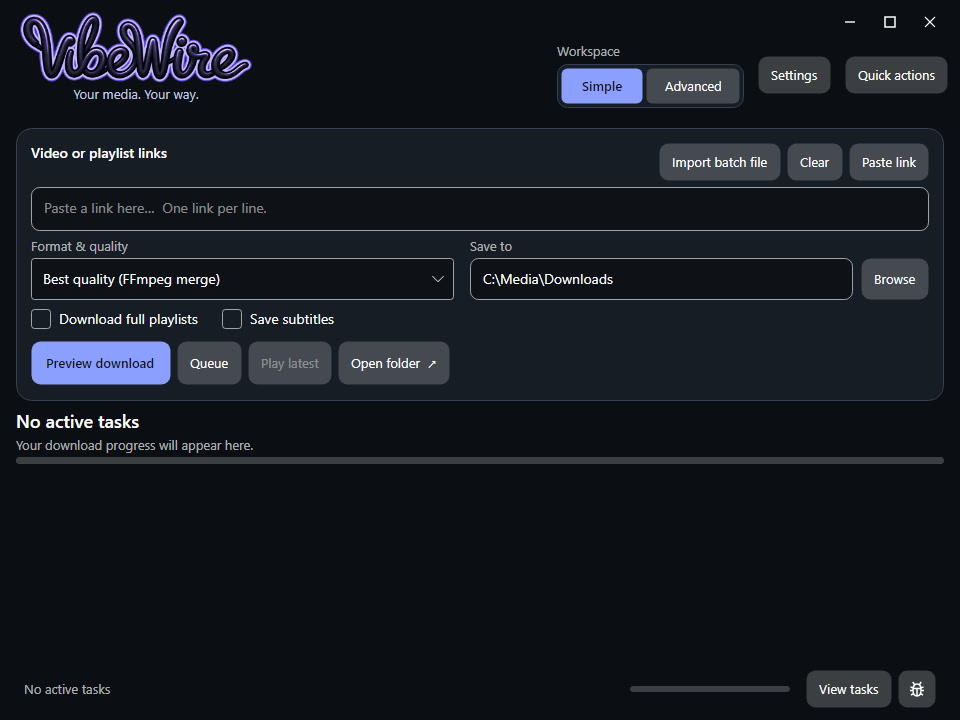 VibeWire
Your media. Your way.
Workspace
Simple
Advanced
Settings
Quick actions
Video or playlist links
Import batch file
Clear
Paste link
Paste a link here...  One link per line.
Format & quality
Save to
Best quality (FFmpeg merge)
C:\Media\Downloads
Browse
Download full playlists
Save subtitles
Preview download
Queue
Play latest
Open folder ↗
No active tasks
Your download progress will appear here.
No active tasks
View tasks